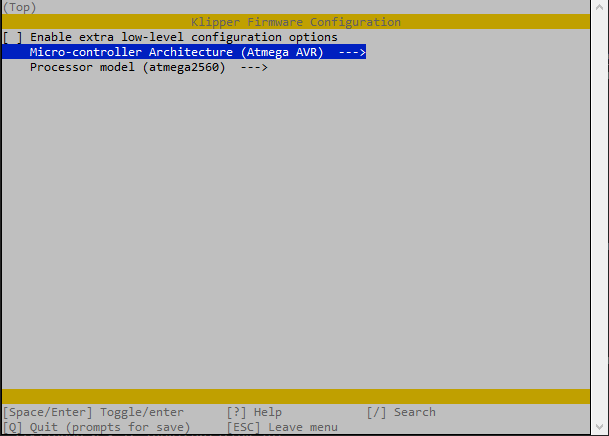 (Top)
Klipper Firmware Configuration
[ ] Enable extra low-level configuration options
Micro-controller Architecture (Atmega AVR) --->
Processor model (atmega2560) --->
[Space/Enter] Toggle/enter [?] Help [/] Search
[Q] Quit (prompts for save) [ESC] Leave menu